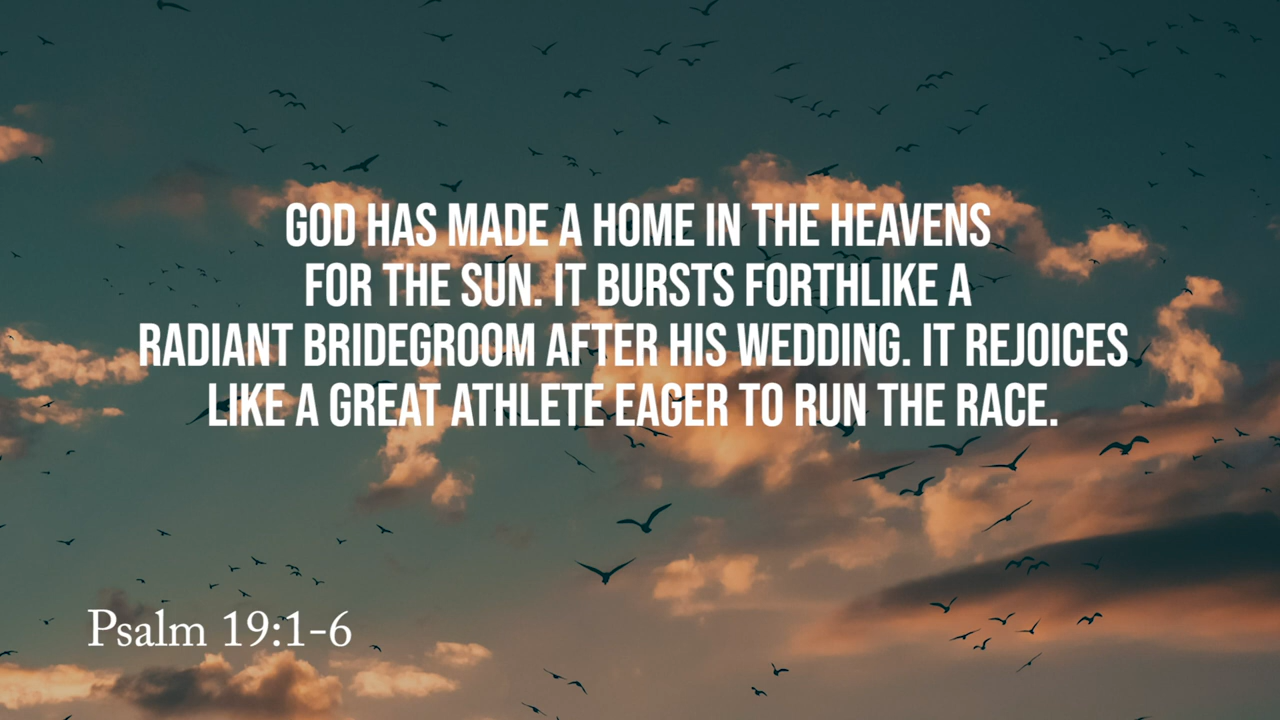 GOD HAS MADE A HOME IN THE HEAVENS
FOR THE SUN. IT BURSTS FORTHLIKE A
RADIANT BRIDEGROOM AFTER HIS WEDDING. IT REJOICES
LIKE A GREAT ATHLETE EAGER TO RUN THE RACE.
Psalm 19:1-6